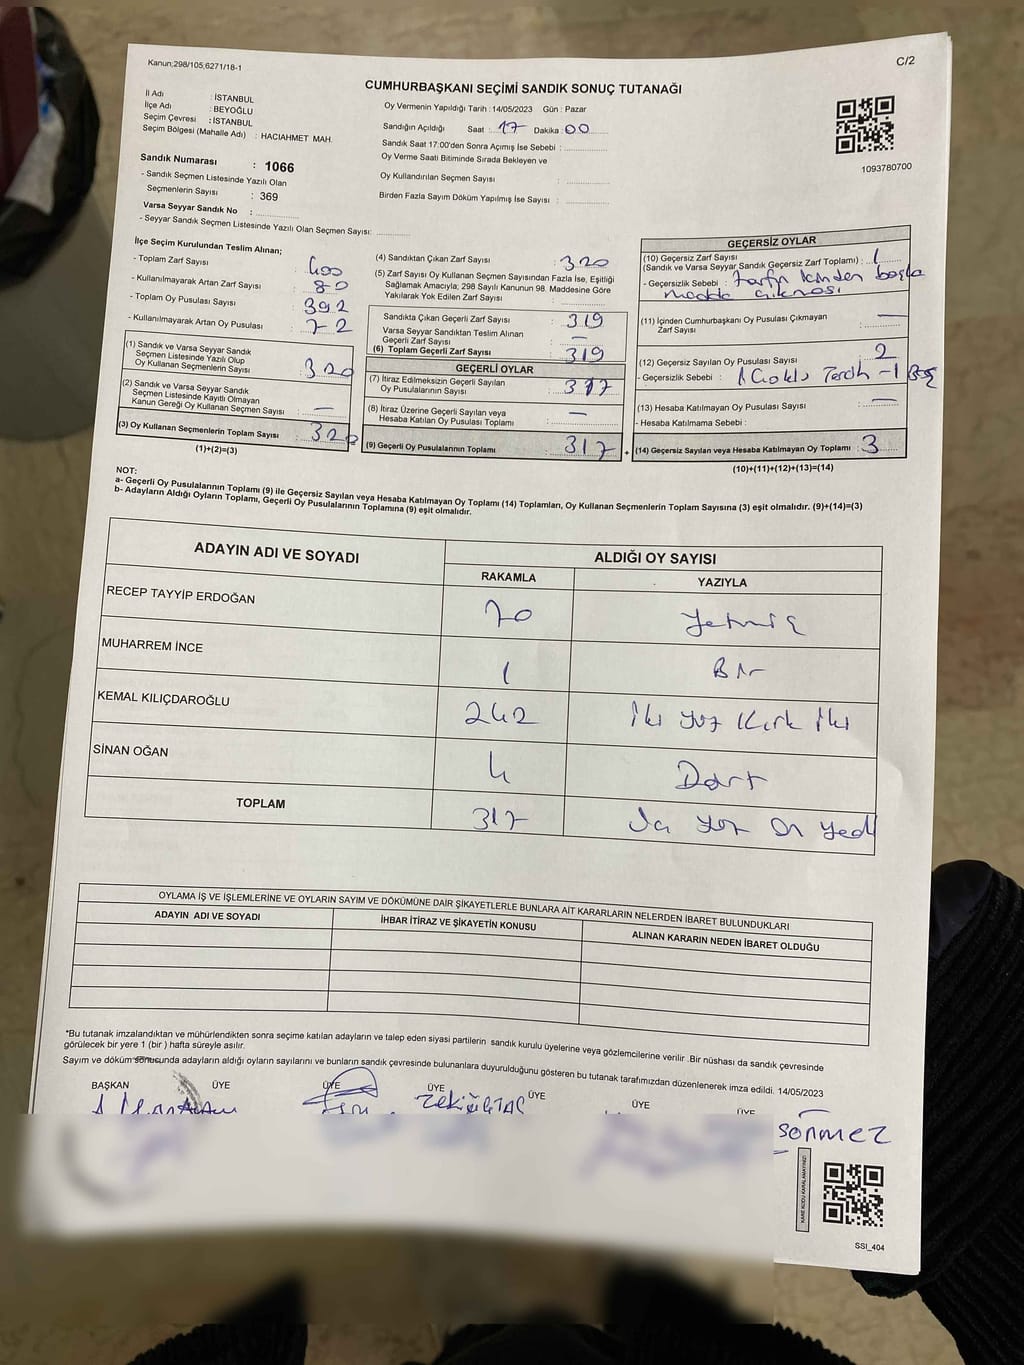 Kanun;298/105,6271/18-1
C/2
CUMHURBAŞKANI SEÇİMİ SANDIK SONUÇ TUTANAĞI
İl Adı : İSTANBUL
İlçe Adı : BEYOĞLU
Seçim Çevresi : İSTANBUL
Seçim Bölgesi (Mahalle Adı) : HACIAHMET MAH.
Sandık Numarası : 1066
- Sandık Seçmen Listesinde Yazılı Olan
Seçmenlerin Sayısı : 369
Varsa Seyyar Sandık No :
- Seyyar Sandık Seçmen Listesinde Yazılı Olan Seçmen Sayısı:
Oy Vermenin Yapıldığı Tarih :14/05/2023 Gün : Pazar
Sandığın Açıldığı Saat : 17 Dakika : 00
Sandık Saat 17:00'den Sonra Açımış İse Sebebi :
Oy Verme Saati Bitiminde Sırada Bekleyen ve
Oy Kullandırılan Seçmen Sayısı :
Birden Fazla Sayım Döküm Yapılmış İse Sayısı :
1093780700
İlçe Seçim Kurulundan Teslim Alınan;
- Toplam Zarf Sayısı : 400
- Kullanılmayarak Artan Zarf Sayısı : 80
- Toplam Oy Pusulası Sayısı : 392
- Kullanılmayarak Artan Oy Pusulası : 72
(1) Sandık ve Varsa Seyyar Sandık
Seçmen Listesinde Yazılı Olup
Oy Kullanan Seçmenlerin Sayısı : 320
(2) Sandık ve Varsa Seyyar Sandık
Seçmen Listesinde Kayıtlı Olmayan
Kanun Gereği Oy Kullanan Seçmen Sayısı : —
(3) Oy Kullanan Seçmenlerin Toplam Sayısı : 320
(1)+(2)=(3)
(4) Sandıktan Çıkan Zarf Sayısı : 320
(5) Zarf Sayısı Oy Kullanan Seçmen Sayısından Fazla İse, Eşitliği
Sağlamak Amacıyla; 298 Sayılı Kanunun 98. Maddesine Göre
Yakılarak Yok Edilen Zarf Sayısı :
Sandıkta Çıkan Geçerli Zarf Sayısı : 319
Varsa Seyyar Sandıktan Teslim Alınan
Geçerli Zarf Sayısı : —
(6) Toplam Geçerli Zarf Sayısı : 319
GEÇERLİ OYLAR
(7) İtiraz Edilmeksizin Geçerli Sayılan
Oy Pusulalarının Sayısı : 317
(8) İtiraz Üzerine Geçerli Sayılan veya
Hesaba Katılan Oy Pusulası Toplamı : —
(9) Geçerli Oy Pusulalarının Toplamı : 317 +
GEÇERSİZ OYLAR
(10) Geçersiz Zarf Sayısı
(Sandık ve Varsa Seyyar Sandık Geçersiz Zarf Toplamı) : 1
- Geçersizlik Sebebi : zarfın içinden başka
madde çıkması
(11) İçinden Cumhurbaşkanı Oy Pusulası Çıkmayan
Zarf Sayısı : —
(12) Geçersiz Sayılan Oy Pusulası Sayısı : 2
- Geçersizlik Sebebi : 1 Çoklu Tercih - 1 Boş
(13) Hesaba Katılmayan Oy Pusulası Sayısı : —
- Hesaba Katılmama Sebebi :
(14) Geçersiz Sayılan veya Hesaba Katılmayan Oy Toplamı : 3
(10)+(11)+(12)+(13)=(14)
NOT:
a- Geçerli Oy Pusulalarının Toplamı (9) ile Geçersiz Sayılan veya Hesaba Katılmayan Oy Toplamı (14) Toplamları, Oy Kullanan Seçmenlerin Toplam Sayısına (3) eşit olmalıdır. (9)+(14)=(3)
b- Adayların Aldığı Oyların Toplamı, Geçerli Oy Pusulalarının Toplamına (9) eşit olmalıdır.
ADAYIN ADI VE SOYADI
ALDIĞI OY SAYISI
RAKAMLA YAZIYLA
RECEP TAYYİP ERDOĞAN 70 Yetmiş
MUHARREM İNCE 1 Bir
KEMAL KILIÇDAROĞLU 242 İki yüz Kırk İki
SİNAN OĞAN 4 Dört
TOPLAM 317 Üç yüz On yedi
OYLAMA İŞ VE İŞLEMLERİNE VE OYLARIN SAYIM VE DÖKÜMÜNE DAİR ŞİKAYETLERLE BUNLARA AİT KARARLARIN NELERDEN İBARET BULUNDUKLARI
ADAYIN ADI VE SOYADI İHBAR İTİRAZ VE ŞİKAYETİN KONUSU ALINAN KARARIN NEDEN İBARET OLDUĞU
*Bu tutanak imzalandıktan ve mühürlendikten sonra seçime katılan adayların ve talep eden siyasi partilerin sandık kurulu üyelerine veya gözlemcilerine verilir .Bir nüshası da sandık çevresinde
görülecek bir yere 1 (bir ) hafta süreyle asılır.
Sayım ve döküm sonucunda adayların aldığı oyların sayılarını ve bunların sandık çevresinde bulunanlara duyurulduğunu gösteren bu tutanak tarafımızdan düzenlenerek imza edildi. 14/05/2023
BAŞKAN ÜYE ÜYE ÜYE ÜYE ÜYE ÜYE
sönmez
KARE KODU KARALAMAYINIZ!
SSI_404